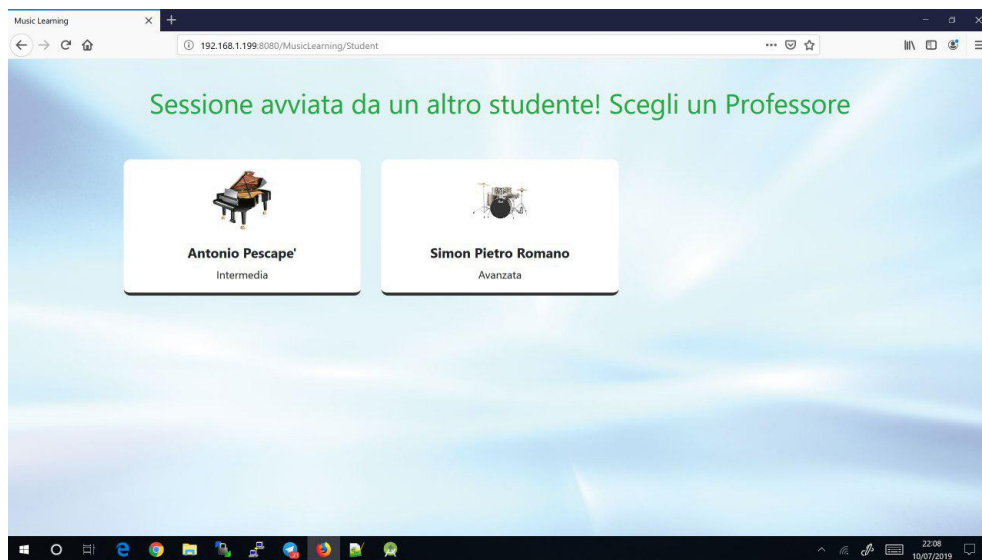 Music Learning
192.168.1.199:8080/MusicLearning/Student
Sessione avviata da un altro studente! Scegli un Professore
Antonio Pescape'
Intermedia
Simon Pietro Romano
Avanzata
22:08
10/07/2019